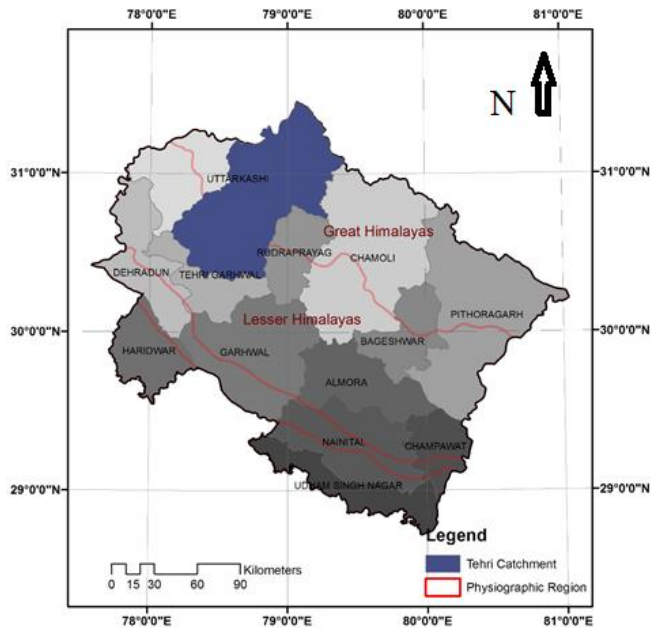 78°0'0"E 79°0'0"E 80°0'0"E 81°0'0"E
N
31°0'0"N 31°0'0"N
UTTARKASHI
Great Himalayas
RUDRAPRAYAG
CHAMOLI
DEHRADUN
TEHRI GARHWAL
PITHORAGARH
Lesser Himalayas
30°0'0"N 30°0'0"N
BAGESHWAR
HARIDWAR
GARHWAL
ALMORA
NAINITAL
CHAMPAWAT
UDHAM SINGH NAGAR
29°0'0"N 29°0'0"N
Legend
Tehri Catchment
Physiographic Region
Kilometers
0 15 30 60 90
78°0'0"E 79°0'0"E 80°0'0"E 81°0'0"E